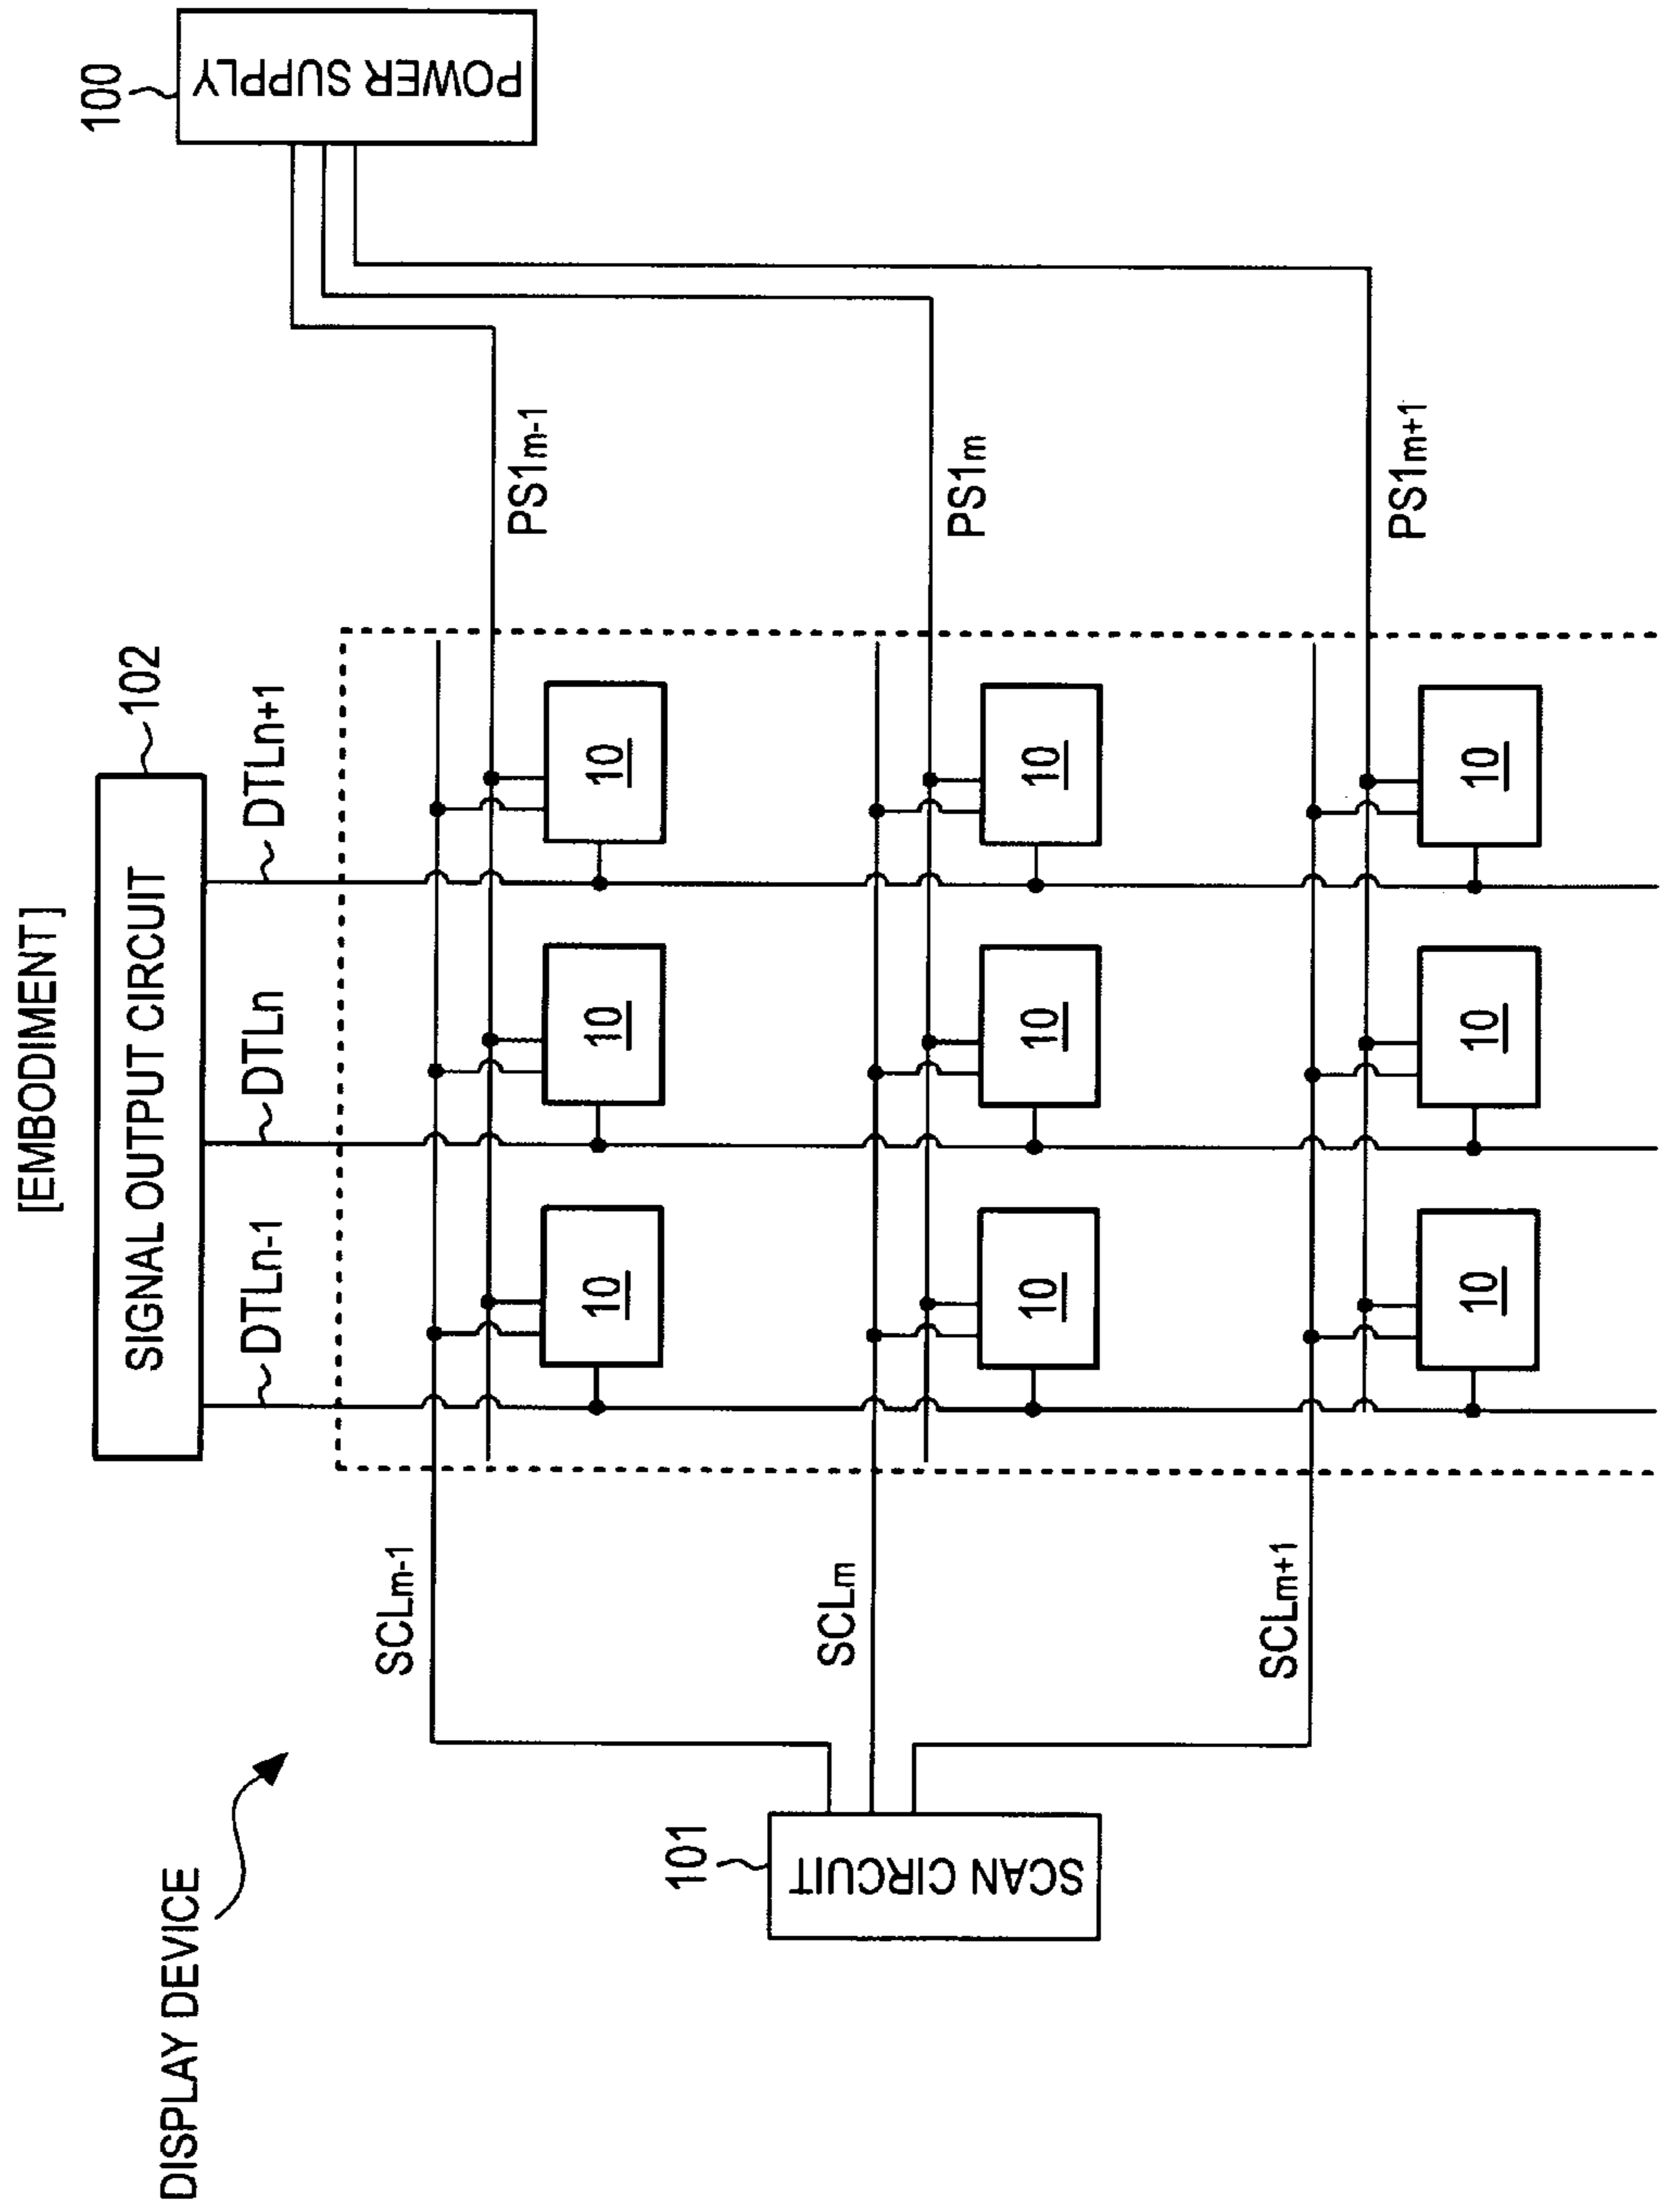 [EMBODIMENT]
DISPLAY DEVICE
SIGNAL OUTPUT CIRCUIT
102
DTLn-1
DTLn
DTLn+1
100
POWER SUPPLY
SCLm-1
PS1m-1
10
10
10
101
SCAN CIRCUIT
SCLm
PS1m
10
10
10
SCLm+1
PS1m+1
10
10
10